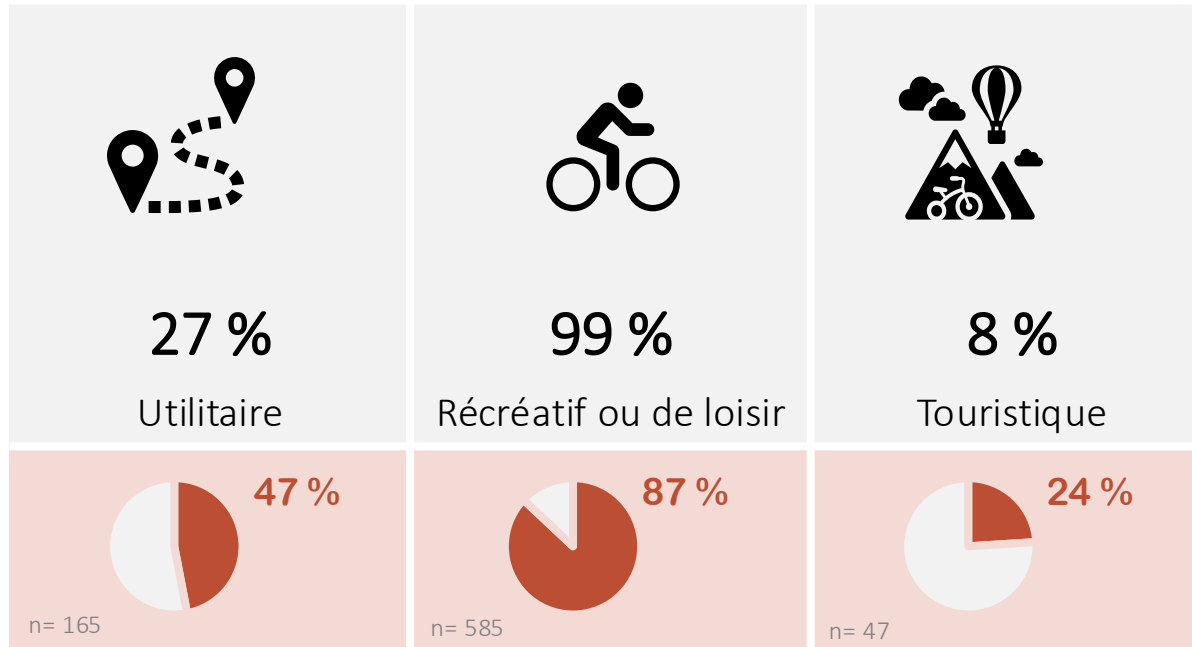 27 %
Utilitaire
99 %
Récréatif ou de loisir
8 %
Touristique
47 %
n= 165
87 %
n= 585
24 %
n= 47